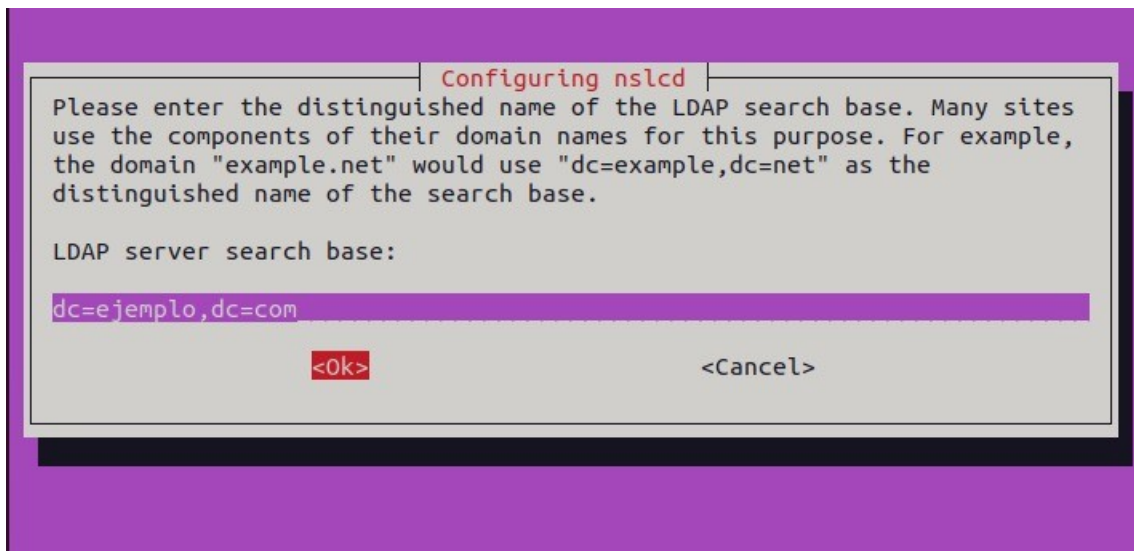 Configuring nslcd
Please enter the distinguished name of the LDAP search base. Many sites
use the components of their domain names for this purpose. For example,
the domain "example.net" would use "dc=example,dc=net" as the
distinguished name of the search base.
LDAP server search base:
dc=ejemplo,dc=com
<Ok> <Cancel>